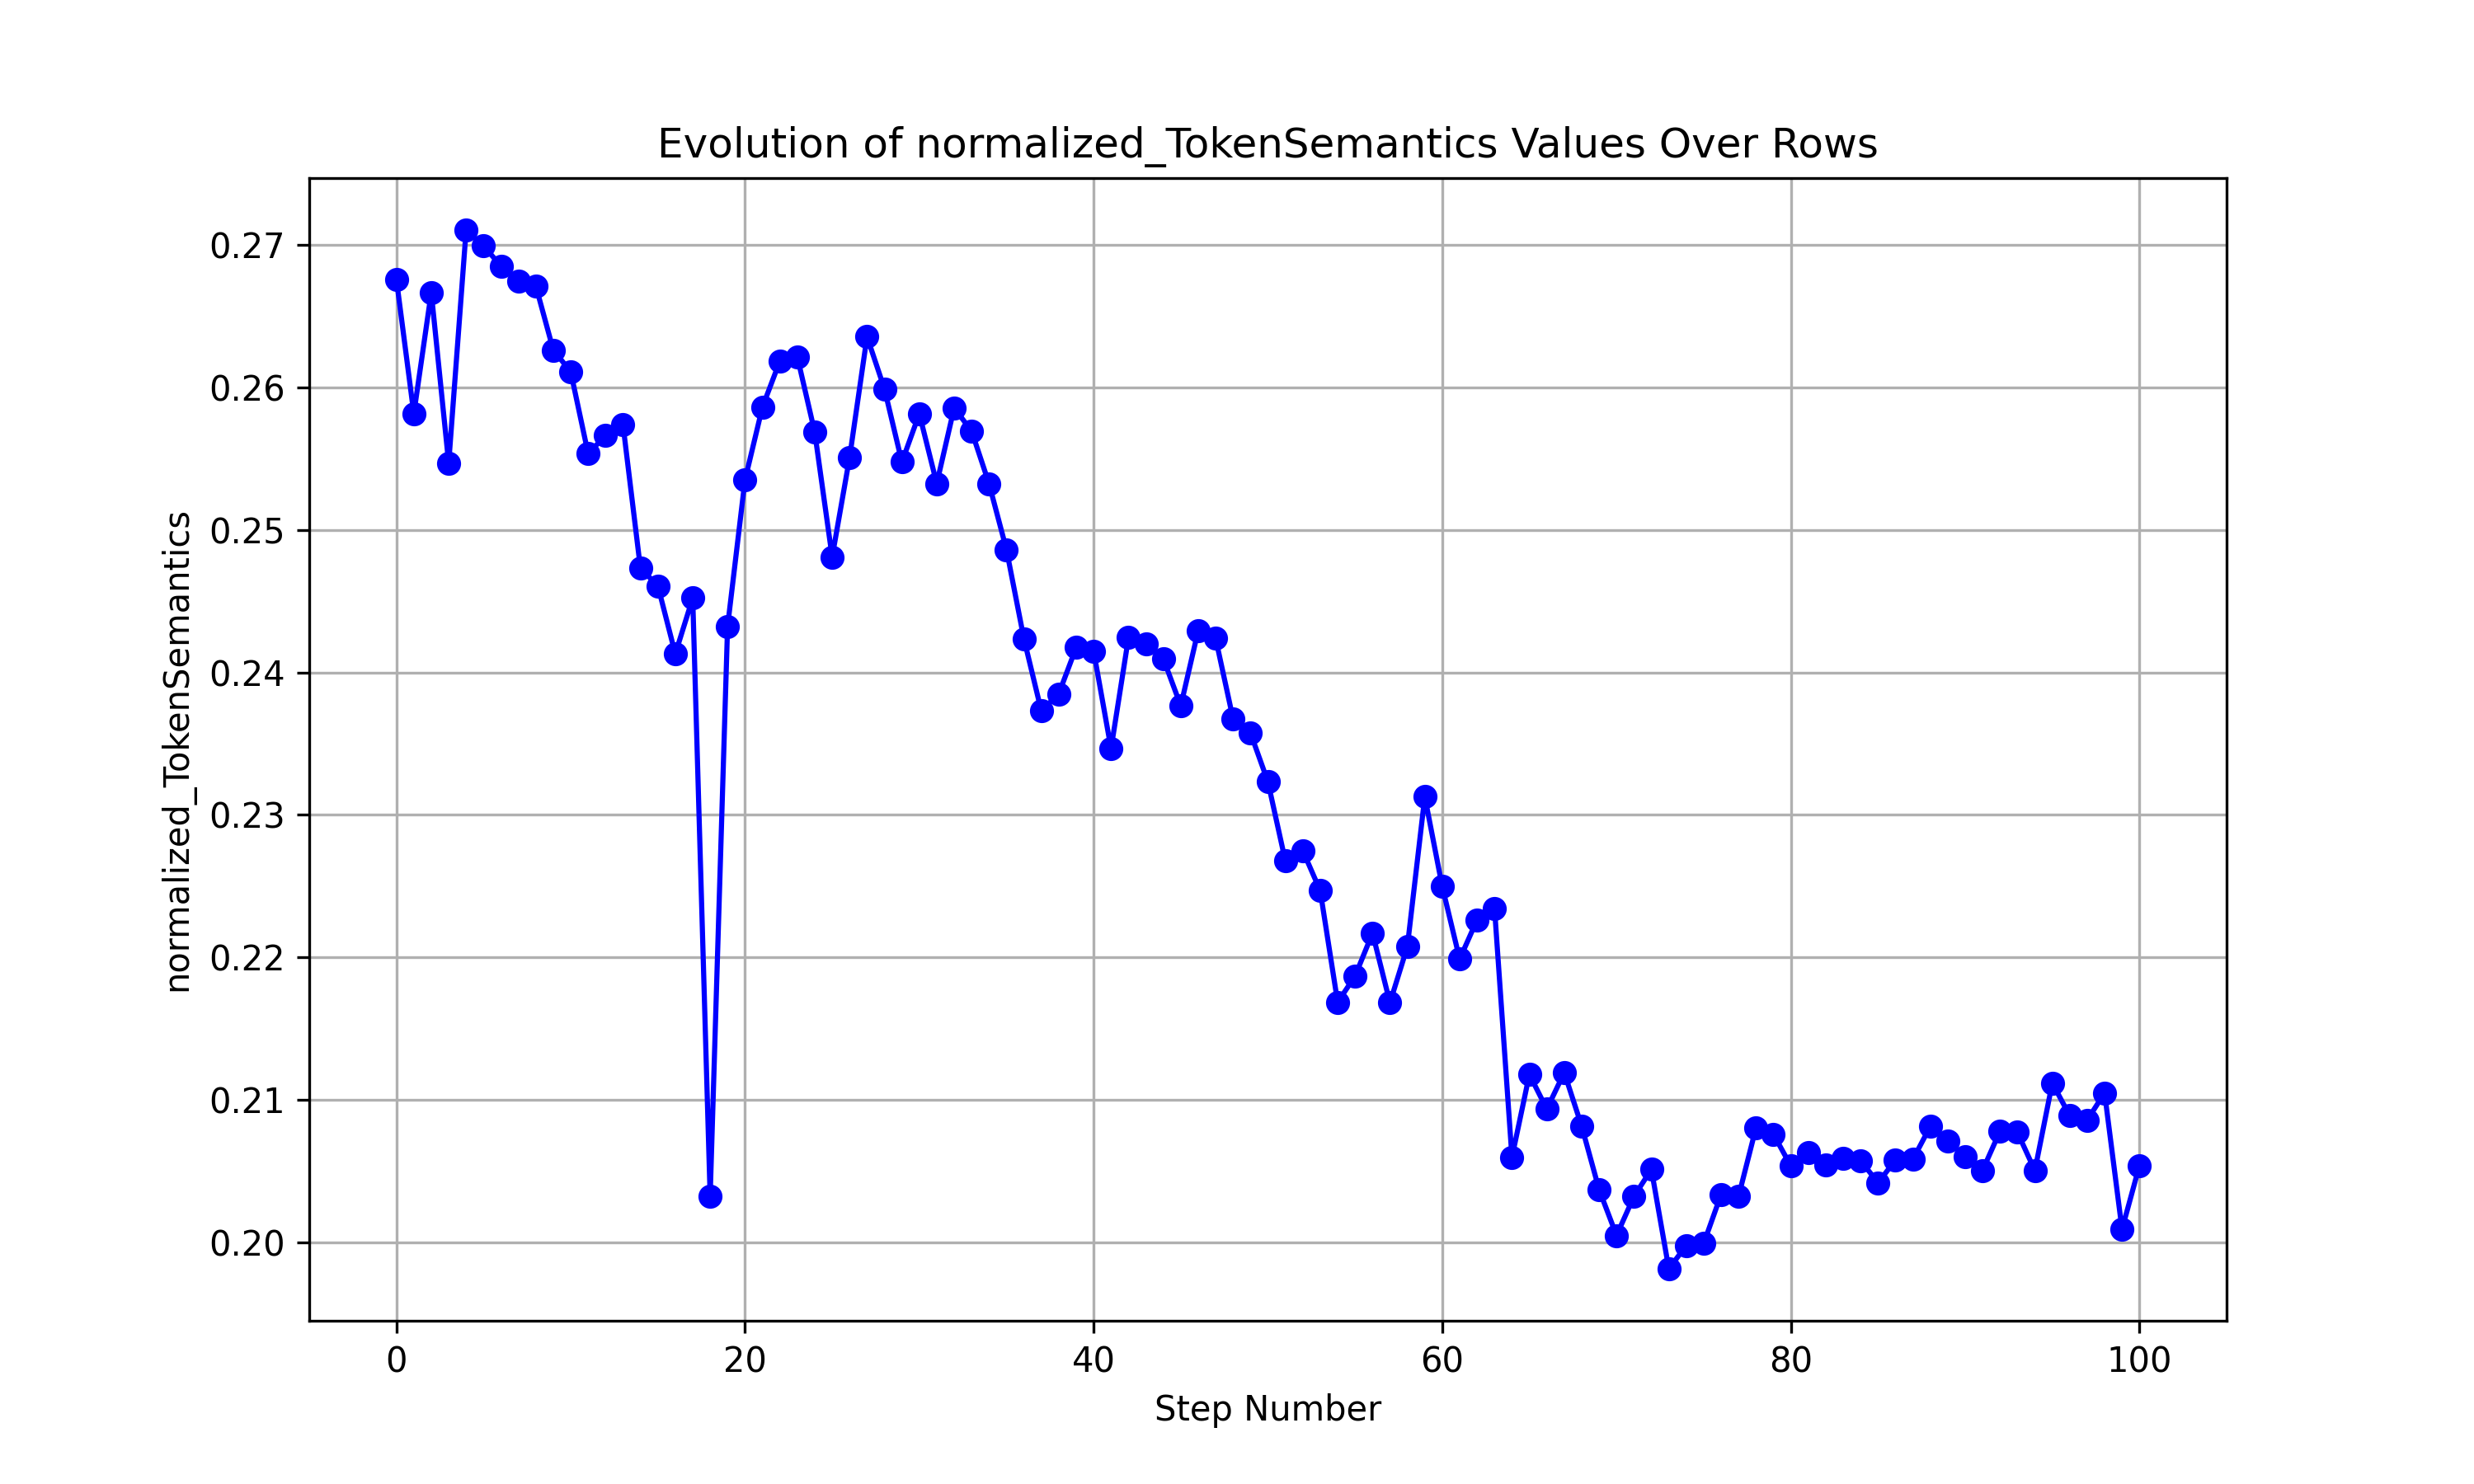 Evolution of normalized_TokenSemantics Values Over Rows
normalized_TokenSemantics
0.27
0.26
0.25
0.24
0.23
0.22
0.21
0.20
0 20 40 60 80 100
Step Number